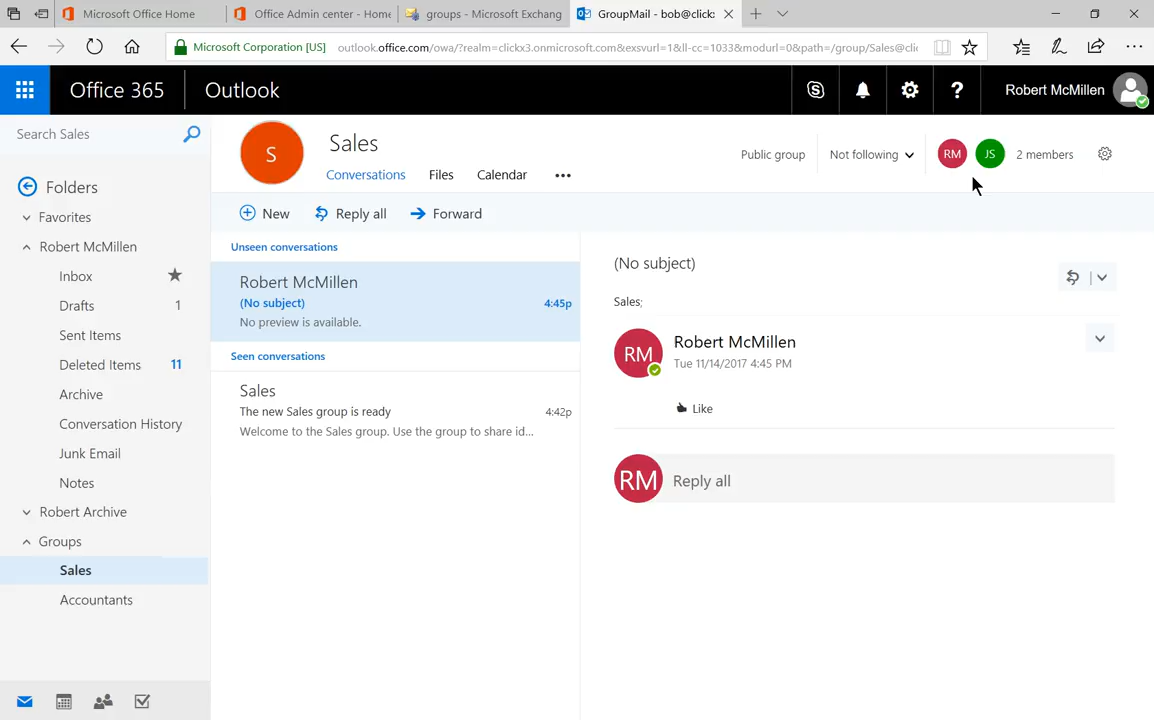 Microsoft Office Home
Office Admin center - Home
groups - Microsoft Exchang
GroupMail - bob@clickx
Microsoft Corporation [US]
outlook.office.com/owa/?realm=clickx3.onmicrosoft.com&exsvurl=1&ll-cc=1033&modurl=0&path=/group/Sales@clic
Office 365
Outlook
Robert McMillen
Search Sales
S
Sales
Conversations
Files
Calendar
Public group
Not following
RM
JS
2 members
Folders
Favorites
Robert McMillen
Inbox
Drafts 1
Sent Items
Deleted Items 11
Archive
Conversation History
Junk Email
Notes
Robert Archive
Groups
Sales
Accountants
New
Reply all
Forward
Unseen conversations
Robert McMillen
(No subject) 4:45p
No preview is available.
Seen conversations
Sales
The new Sales group is ready 4:42p
Welcome to the Sales group. Use the group to share id...
(No subject)
Sales;
RM
Robert McMillen
Tue 11/14/2017 4:45 PM
Like
RM
Reply all